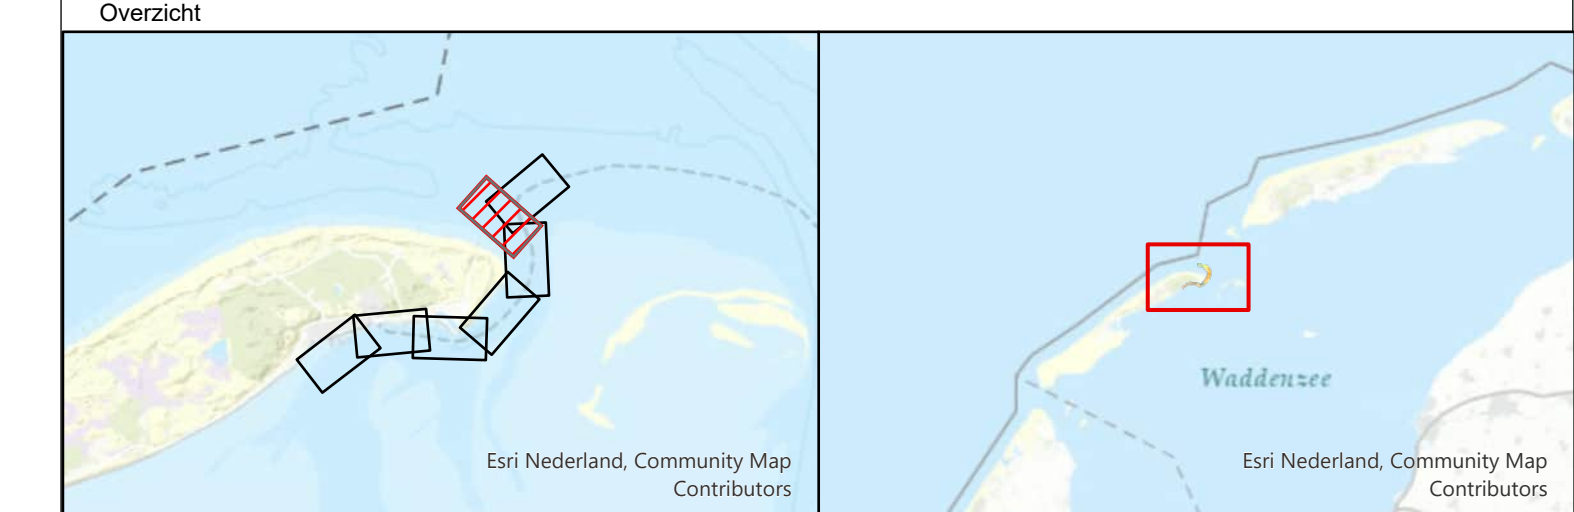 Overzicht
Esri Nederland, Community Map
Contributors
Waddenzee
Esri Nederland, Community Map
Contributors